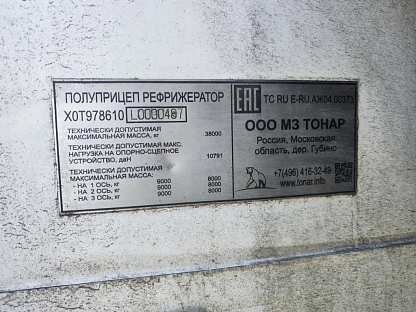 ПОЛУПРИЦЕП РЕФРИЖЕРАТОР
X0T978610 L0000487
ТЕХНИЧЕСКИ ДОПУСТИМАЯ
МАКСИМАЛЬНАЯ МАССА, кг 38000
ТЕХНИЧЕСКИ ДОПУСТИМАЯ МАКС.
НАГРУЗКА НА ОПОРНО-СЦЕПНОЕ
УСТРОЙСТВО, даН 10791
ТЕХНИЧЕСКИ ДОПУСТИМАЯ
МАКСИМАЛЬНАЯ МАССА:
- НА 1 ОСЬ, кг 9000 8000
- НА 2 ОСЬ, кг 9000 8000
- НА 3 ОСЬ, кг 9000 8000
EAC TC RU E-RU.АЖ04.00373
ООО МЗ ТОНАР
Россия, Московская
область, дер. Губино
+7(496) 416-32-49
www.tonar.info